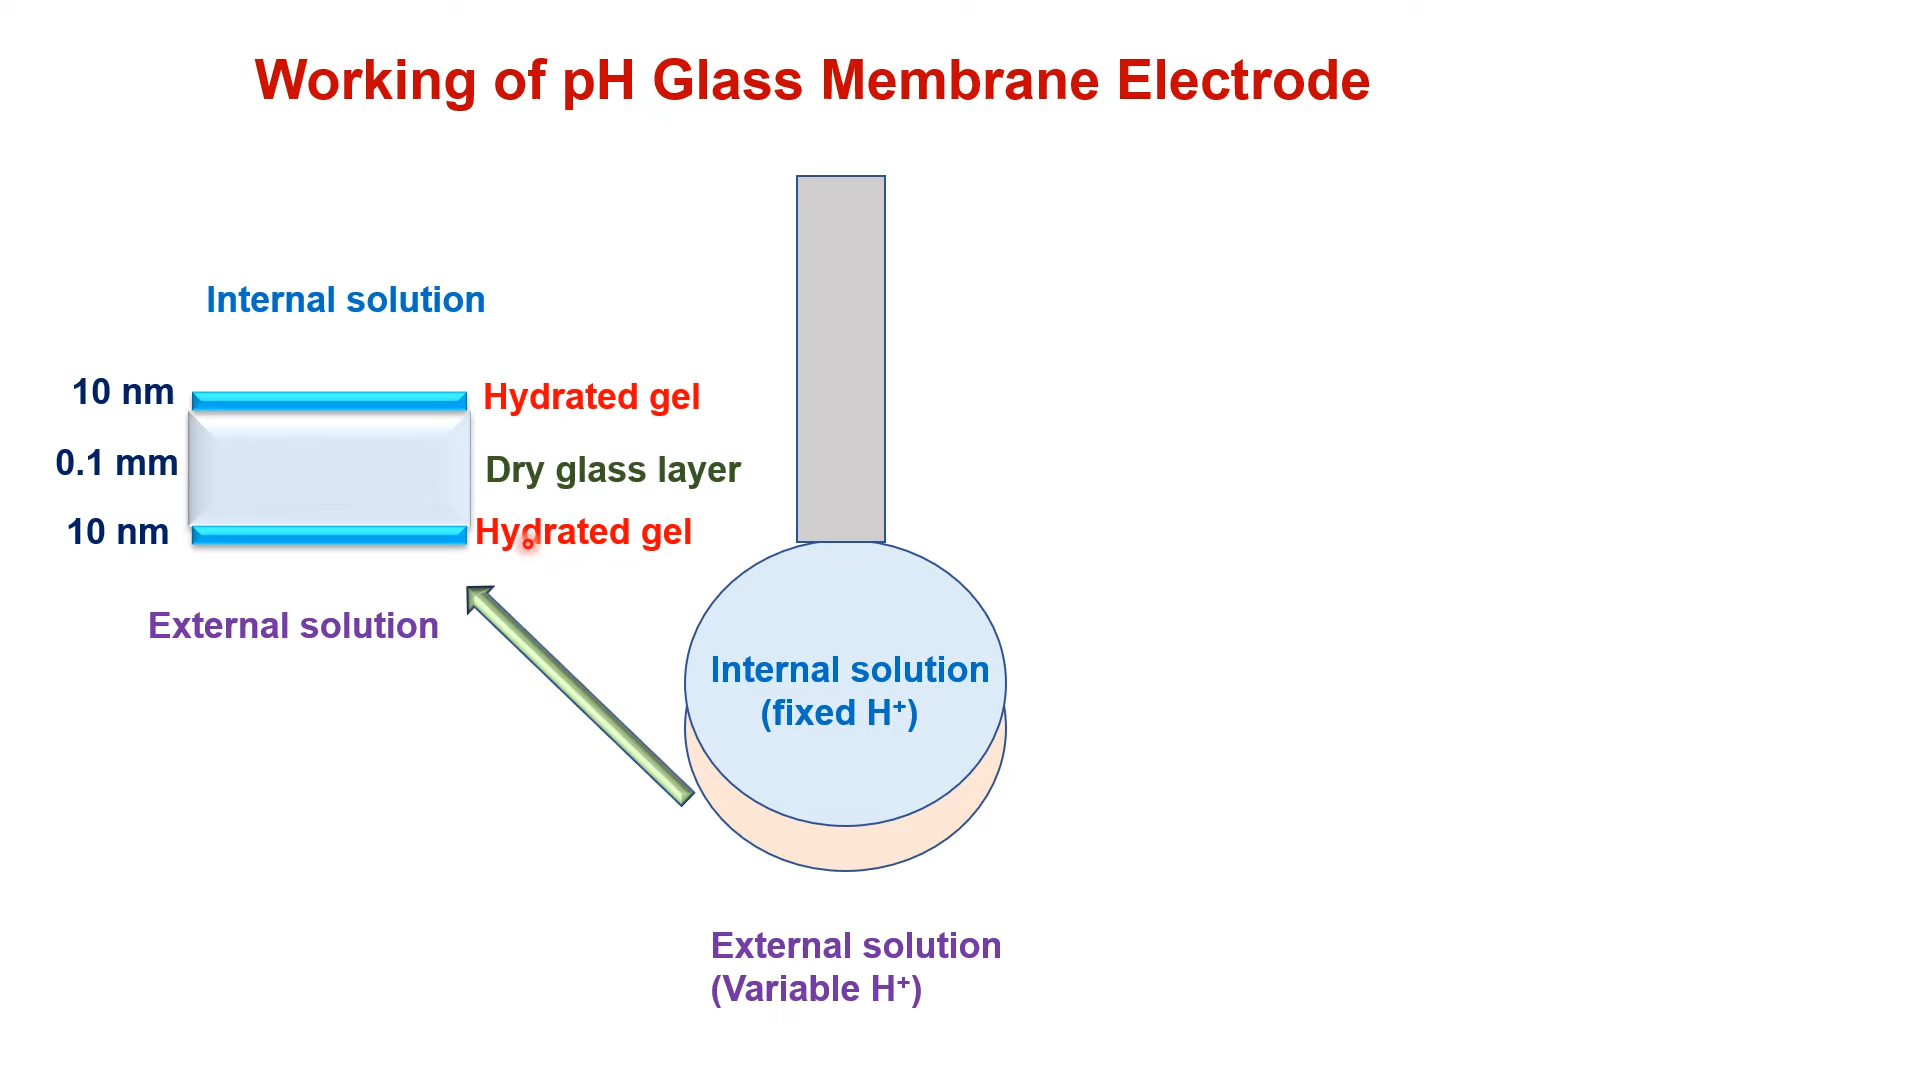 Working of pH Glass Membrane Electrode
Internal solution
10 nm
Hydrated gel
0.1 mm
Dry glass layer
10 nm
Hydrated gel
External solution
Internal solution
(fixed H⁺)
External solution
(Variable H⁺)